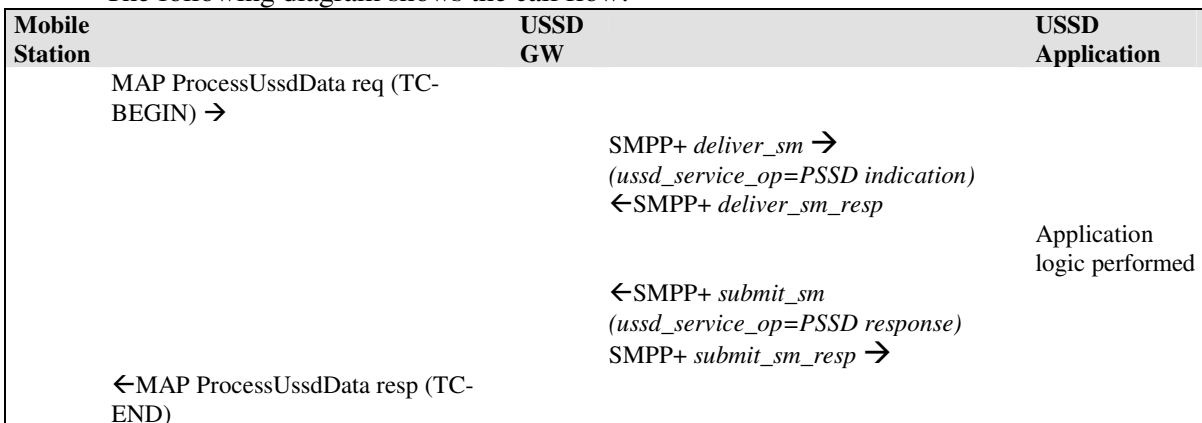 The following diagram shows the call flow:
Mobile Station USSD GW USSD Application
MAP ProcessUssdData req (TC-
BEGIN) →
SMPP+ deliver_sm →
(ussd_service_op=PSSD indication)
←SMPP+ deliver_sm_resp
Application
logic performed
←SMPP+ submit_sm
(ussd_service_op=PSSD response)
SMPP+ submit_sm_resp →
←MAP ProcessUssdData resp (TC-
END)